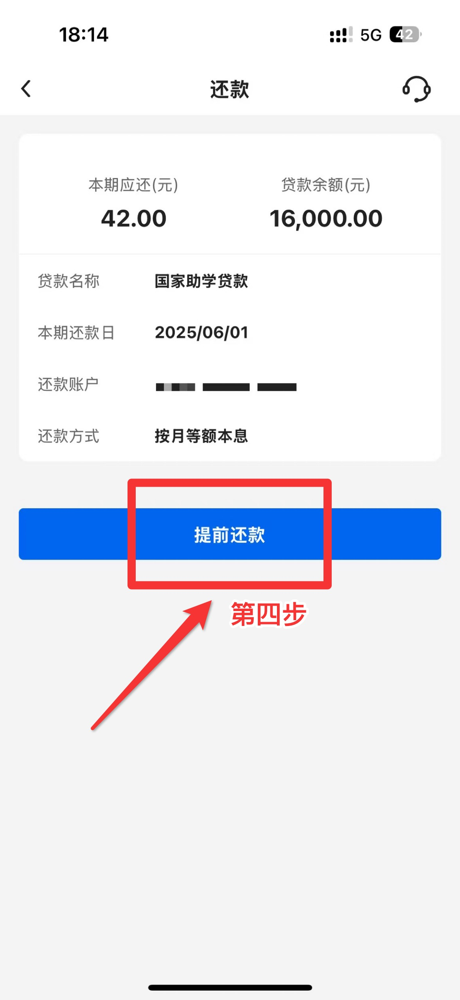 18:14 5G 42
还款
本期应还(元) 贷款余额(元)
42.00 16,000.00
贷款名称 国家助学贷款
本期还款日 2025/06/01
还款账户
还款方式 按月等额本息
提前还款
第四步